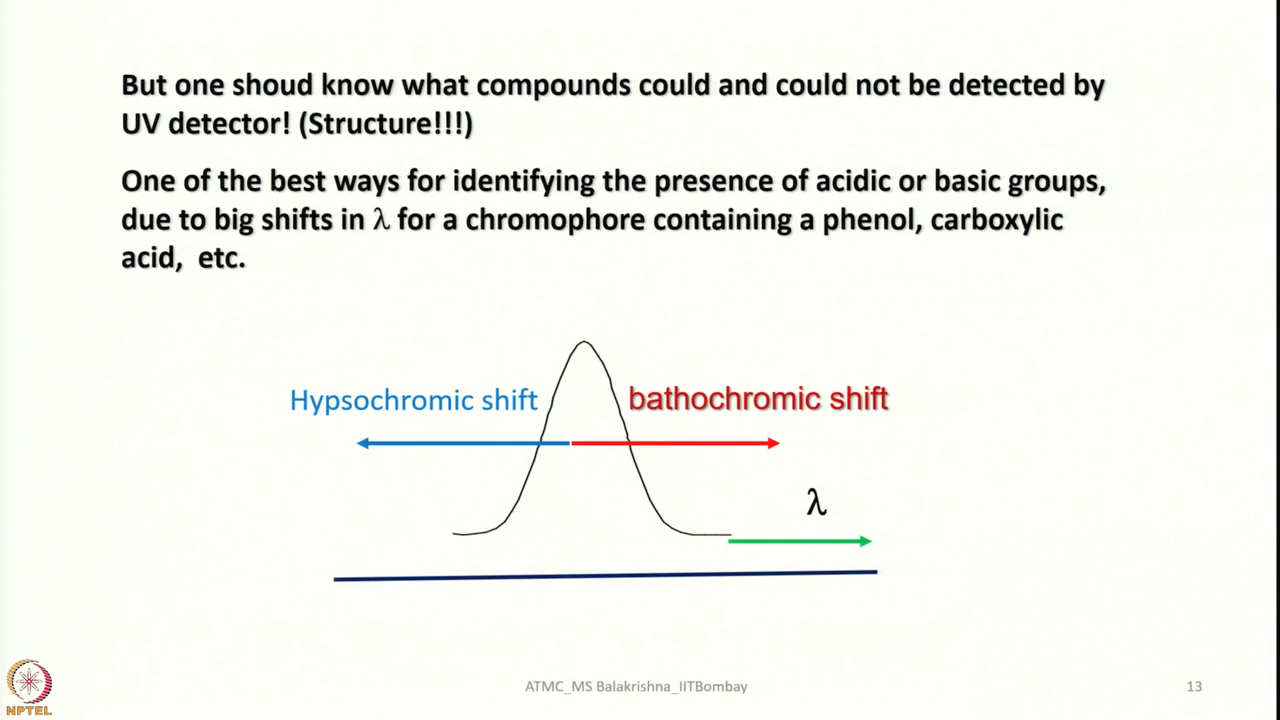 But one shoud know what compounds could and could not be detected by
UV detector! (Structure!!!)
One of the best ways for identifying the presence of acidic or basic groups,
due to big shifts in λ for a chromophore containing a phenol, carboxylic
acid, etc.
Hypsochromic shift
bathochromic shift
λ
NPTEL
ATMC_MS Balakrishna_IITBombay
13